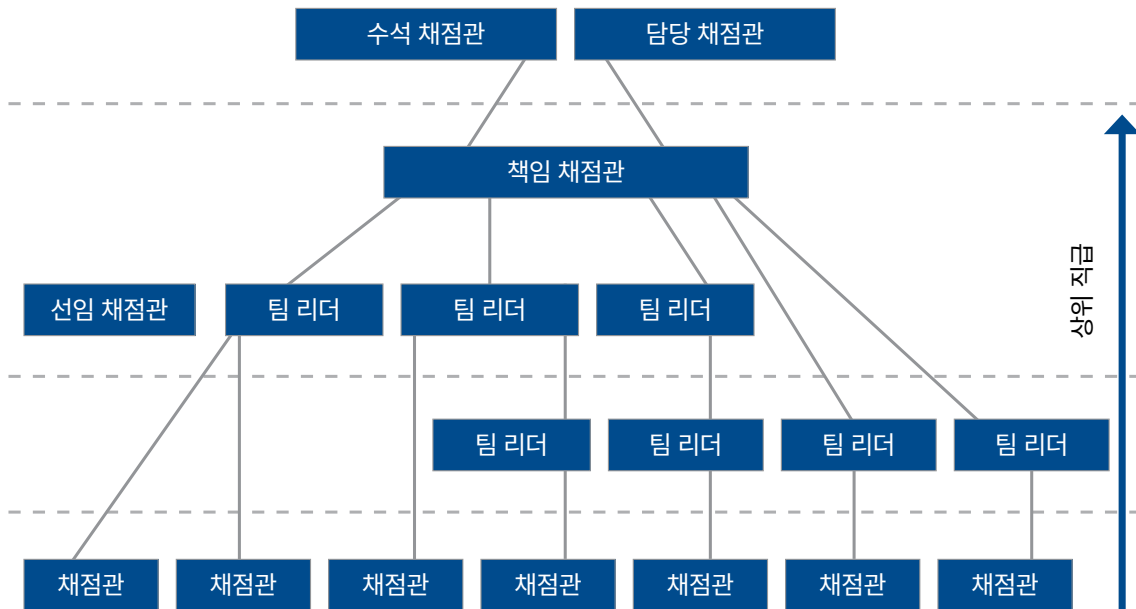 수석 채점관
담당 채점관
책임 채점관
선임 채점관
팀 리더
팀 리더
팀 리더
상위 직급
팀 리더
팀 리더
팀 리더
팀 리더
채점관
채점관
채점관
채점관
채점관
채점관
채점관